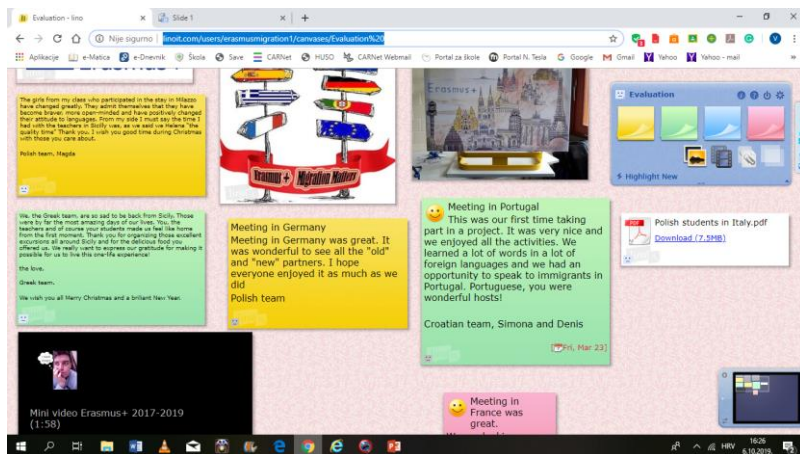 Evaluation - lino
Slide 1
Nije sigurno | linoit.com/users/erasmusmigration1/canvases/Evaluation%20
Aplikacije
e-Matica
e-Dnevnik
Škola
Save
CARNet
HUSO
CARNet Webmail
Portal za škole
Portal N. Tesla
Google
Gmail
Yahoo
Yahoo - mail
The girls from my class who participated in the stay in Milazzo
have changed greatly. They admit themselves that they have
become braver, more open-minded and have positively changed
their attitude to languages. From my side I must say the time I
had with the teachers in Sicily was, as we said w Helena "the
quality time" Thank you. I wish you good time during Christmas
with those you care about.
Polish team, Magda
We, the Greek team, are so sad to be back from Sicily. Those
were by far the most amazing days of our lives. You, the
teachers and of course your students made us feel like home
from the first moment. Thank you for organizing those excellent
excursions all around Sicily and for the delicious food you
offered us. We really want to express our gratitude for making it
possible for us to live this one-life experience!
the love.
Greek team.
We wish you all Merry Christmas and a briliant New Year.
Mini video Erasmus+ 2017-2019
(1:58)
Erasmus + Migration Matters
Meeting in Germany
Meeting in Germany was great. It
was wonderful to see all the "old"
and "new" partners. I hope
everyone enjoyed it as much as we
did
Polish team
Erasmus+
Meeting in Portugal
This was our first time taking
part in a project. It was very nice and
we enjoyed all the activities. We
learned a lot of words in a lot of
foreign languages and we had an
opportunity to speak to immigrants in
Portugal. Portuguese, you were
wonderful hosts!
Croatian team, Simona and Denis
Fri, Mar 23]
Meeting in
France was
great.
Evaluation
Highlight New
PDF
Polish students in Italy.pdf
Download (7.5MB)
HRV
16:26
6.10.2019.